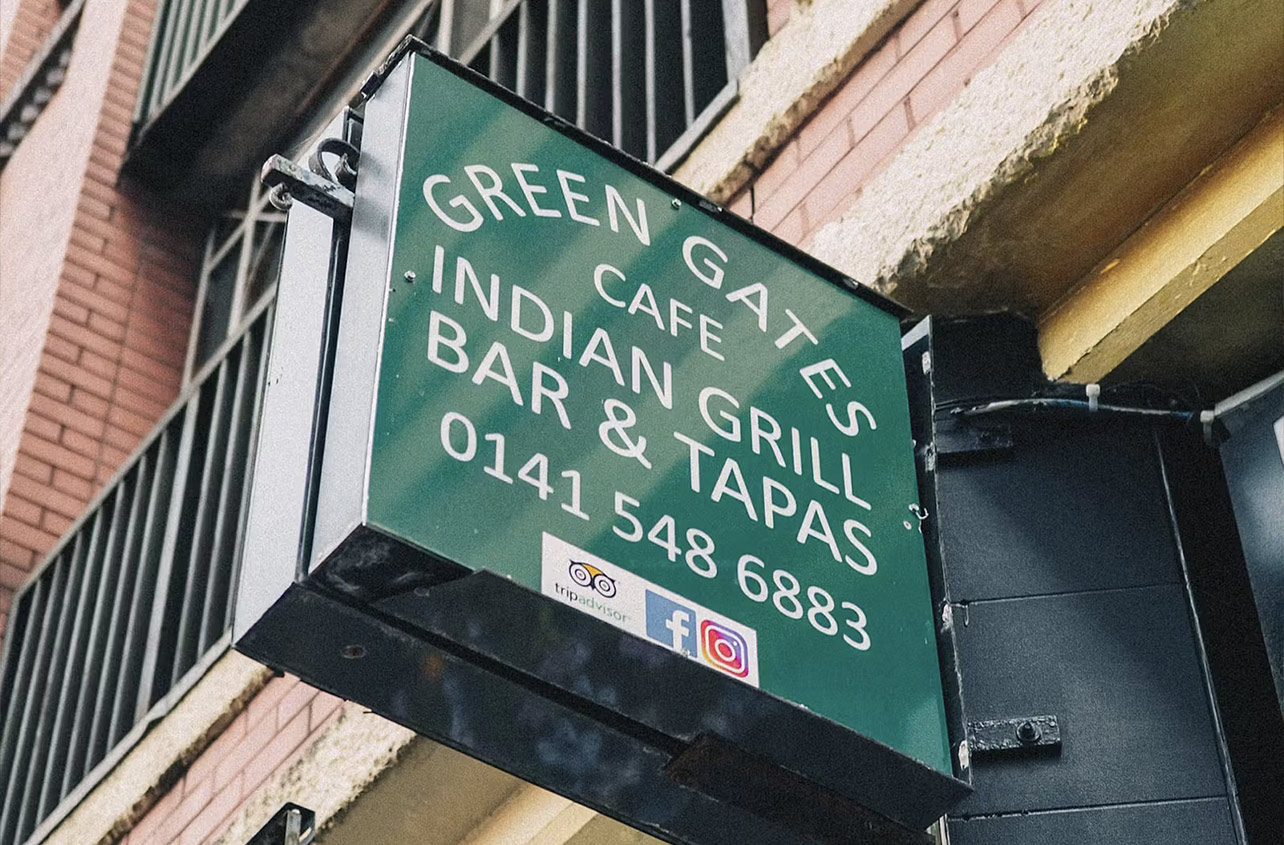 GREEN GATES
CAFE
INDIAN GRILL
BAR & TAPAS
0141 548 6883
tripadvisor